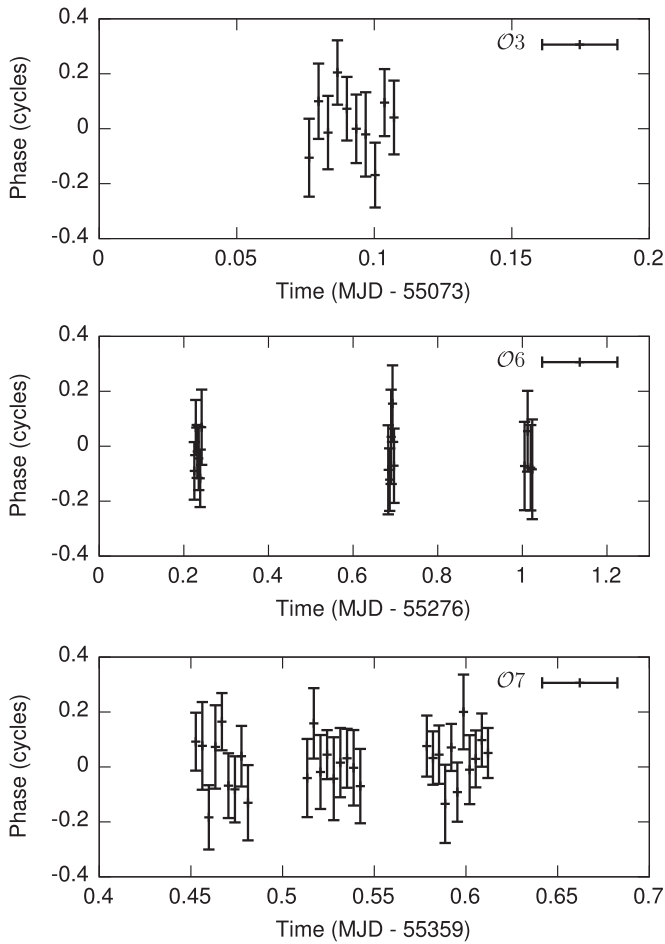 0.4
0.2
0
-0.2
-0.4
Phase (cycles)
O3
0 0.05 0.1 0.15 0.2
Time (MJD - 55073)
0.4
0.2
0
-0.2
-0.4
Phase (cycles)
O6
0 0.2 0.4 0.6 0.8 1 1.2
Time (MJD - 55276)
0.4
0.2
0
-0.2
-0.4
Phase (cycles)
O7
0.4 0.45 0.5 0.55 0.6 0.65 0.7
Time (MJD - 55359)